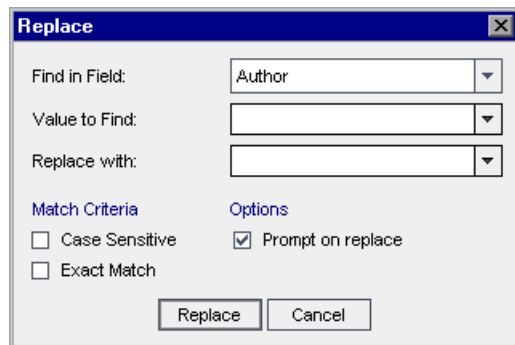 Replace
Find in Field: Author
Value to Find:
Replace with:
Match Criteria Options
Case Sensitive Prompt on replace
Exact Match
Replace Cancel